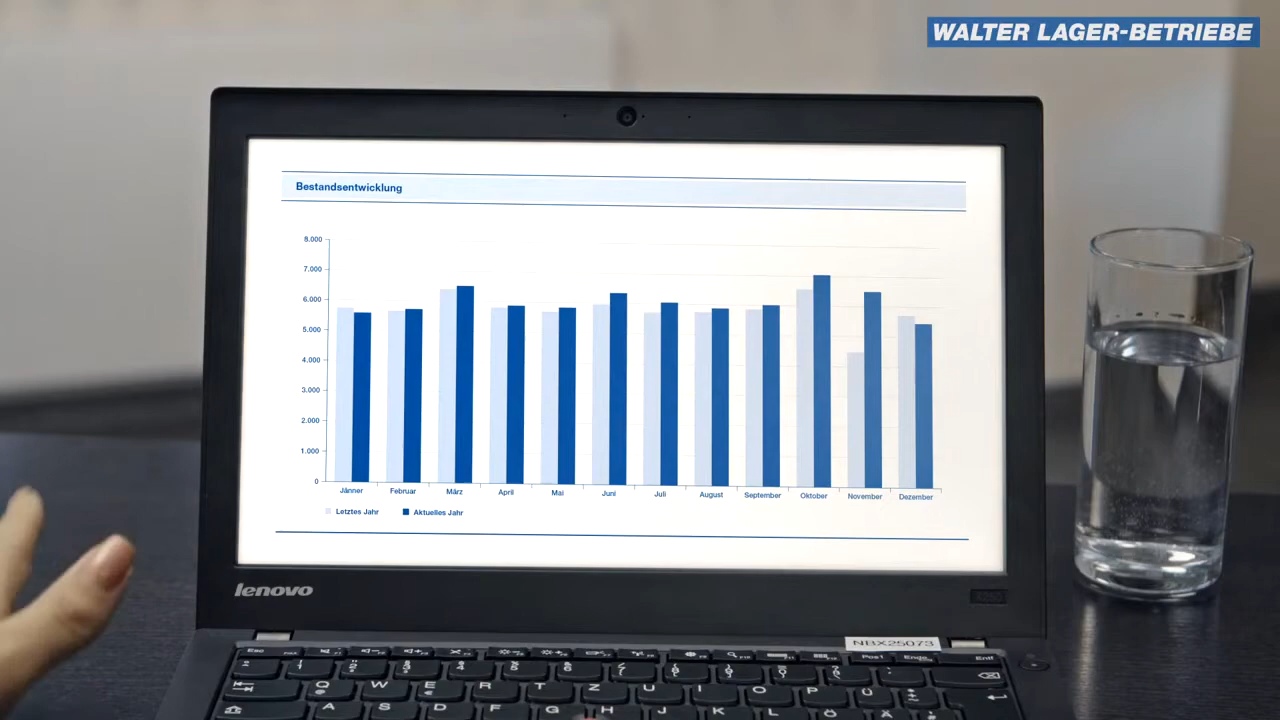 WALTER LAGER-BETRIEBE
Bestandsentwicklung
8.000
7.000
6.000
5.000
4.000
3.000
2.000
1.000
0
Jänner Februar März April Mai Juni Juli August September Oktober November Dezember
Letztes Jahr Aktuelles Jahr
lenovo
NBX25073
Esc
Q W E R T Z U I O P Ü
A S D F G H J K L Ö Ä